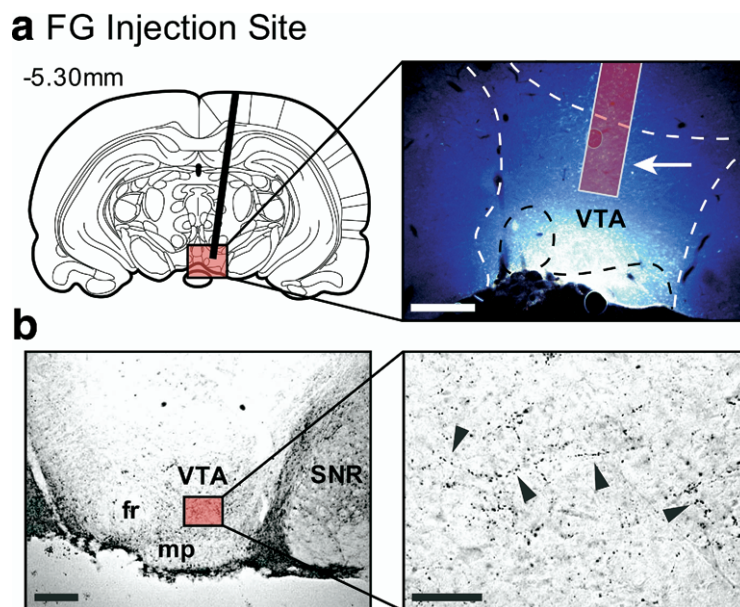 a FG Injection Site
-5.30mm
VTA
b
VTA
SNR
fr
mp